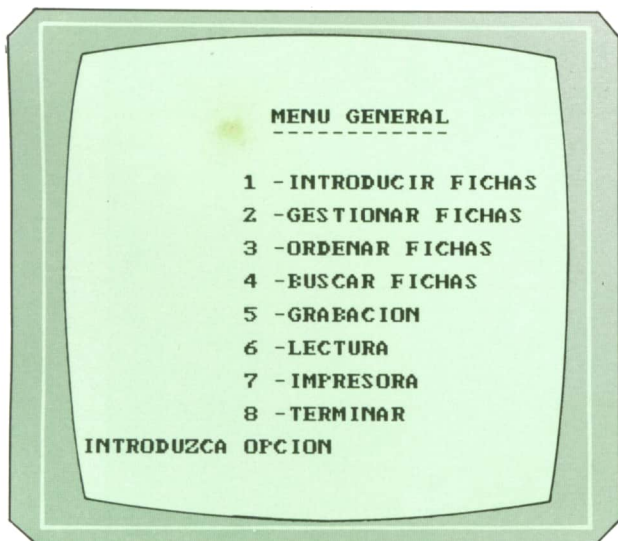 MENU GENERAL
1 -INTRODUCIR FICHAS
2 -GESTIONAR FICHAS
3 -ORDENAR FICHAS
4 -BUSCAR FICHAS
5 -GRABACION
6 -LECTURA
7 -IMPRESORA
8 -TERMINAR
INTRODUZCA OPCION